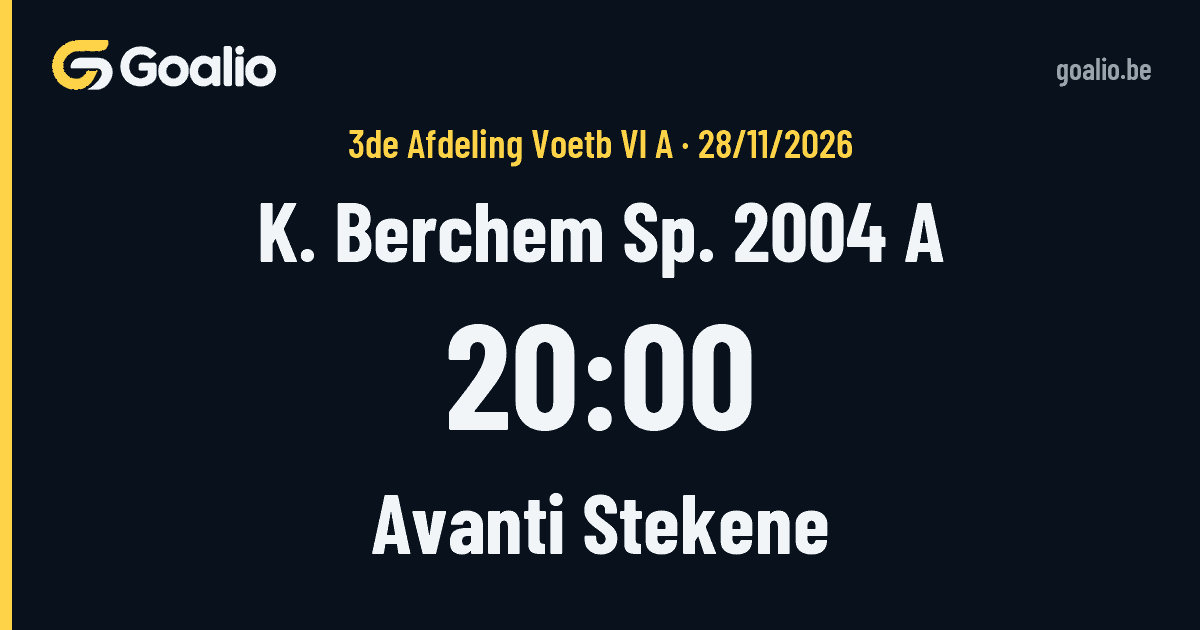 Goalio
goalio.be
3de Afdeling Voetb Vl A · 28/11/2026
K. Berchem Sp. 2004 A
20:00
Avanti Stekene